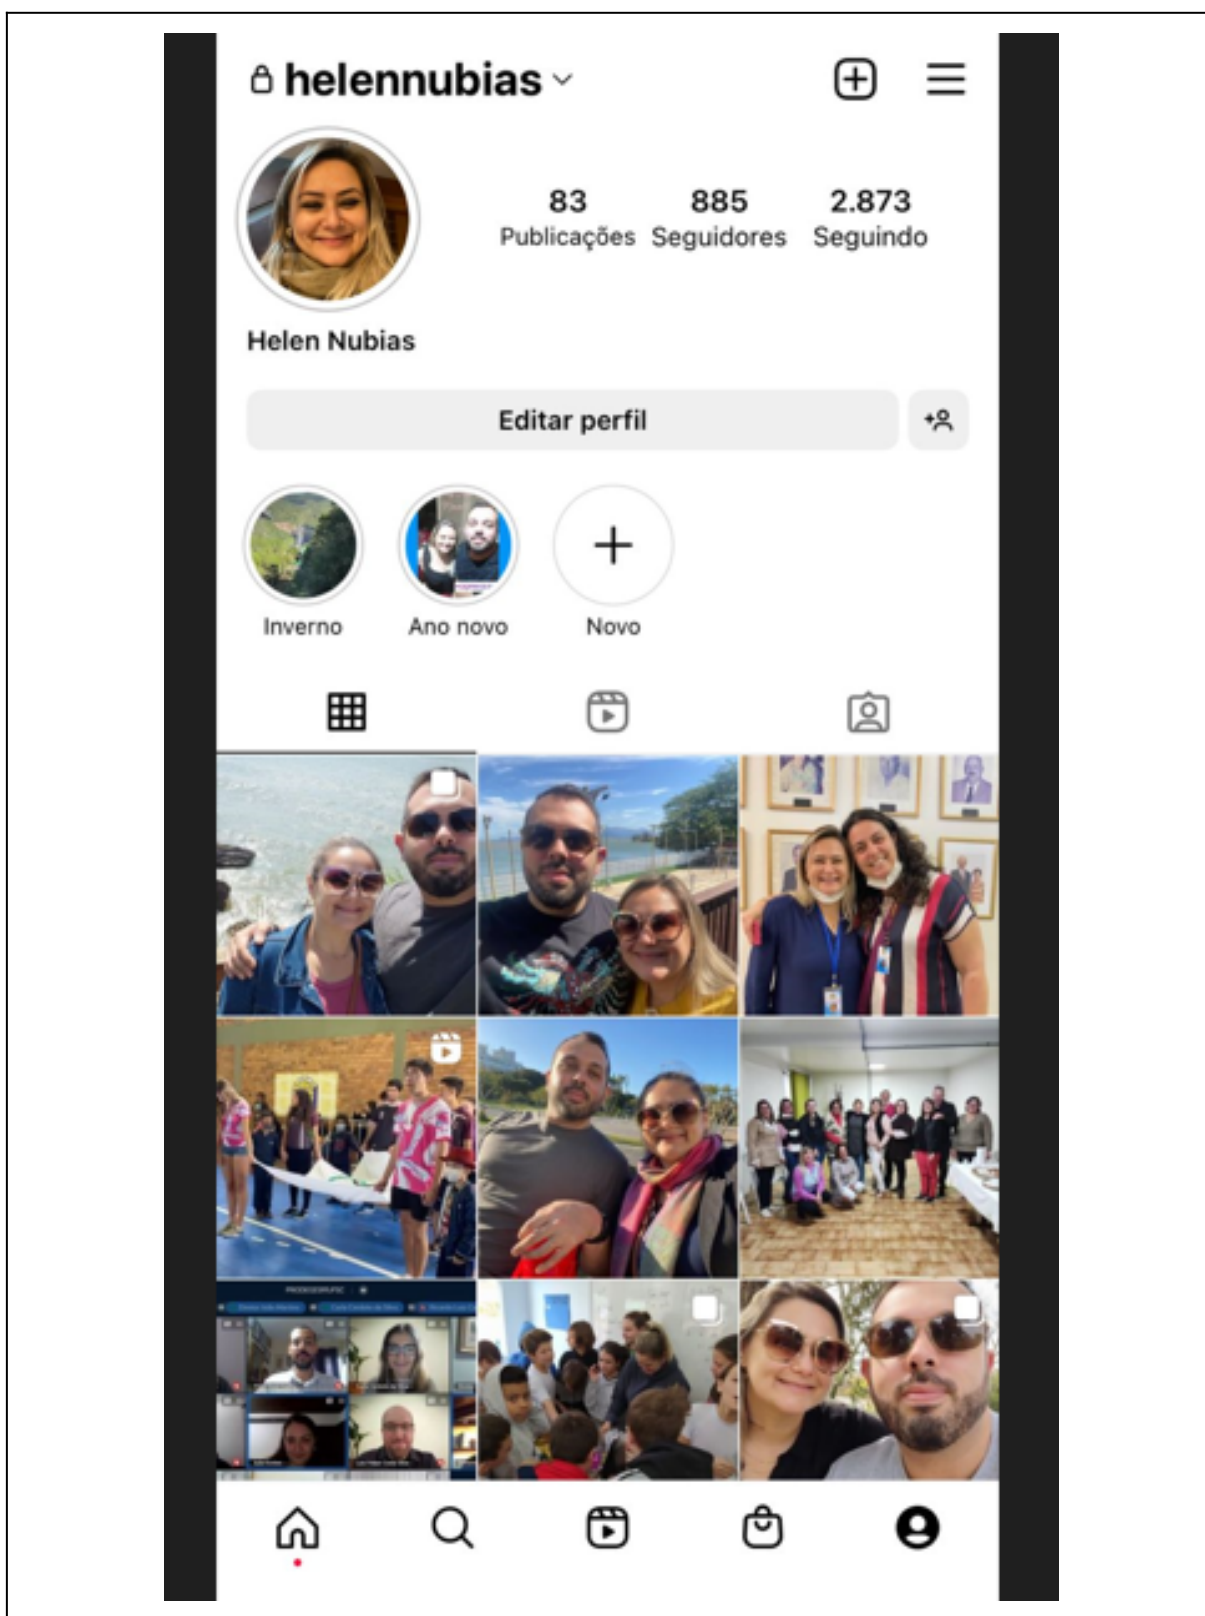 helennubias
83 885 2.873
Publicações Seguidores Seguindo
Helen Nubias
Editar perfil
Inverno Ano novo Novo